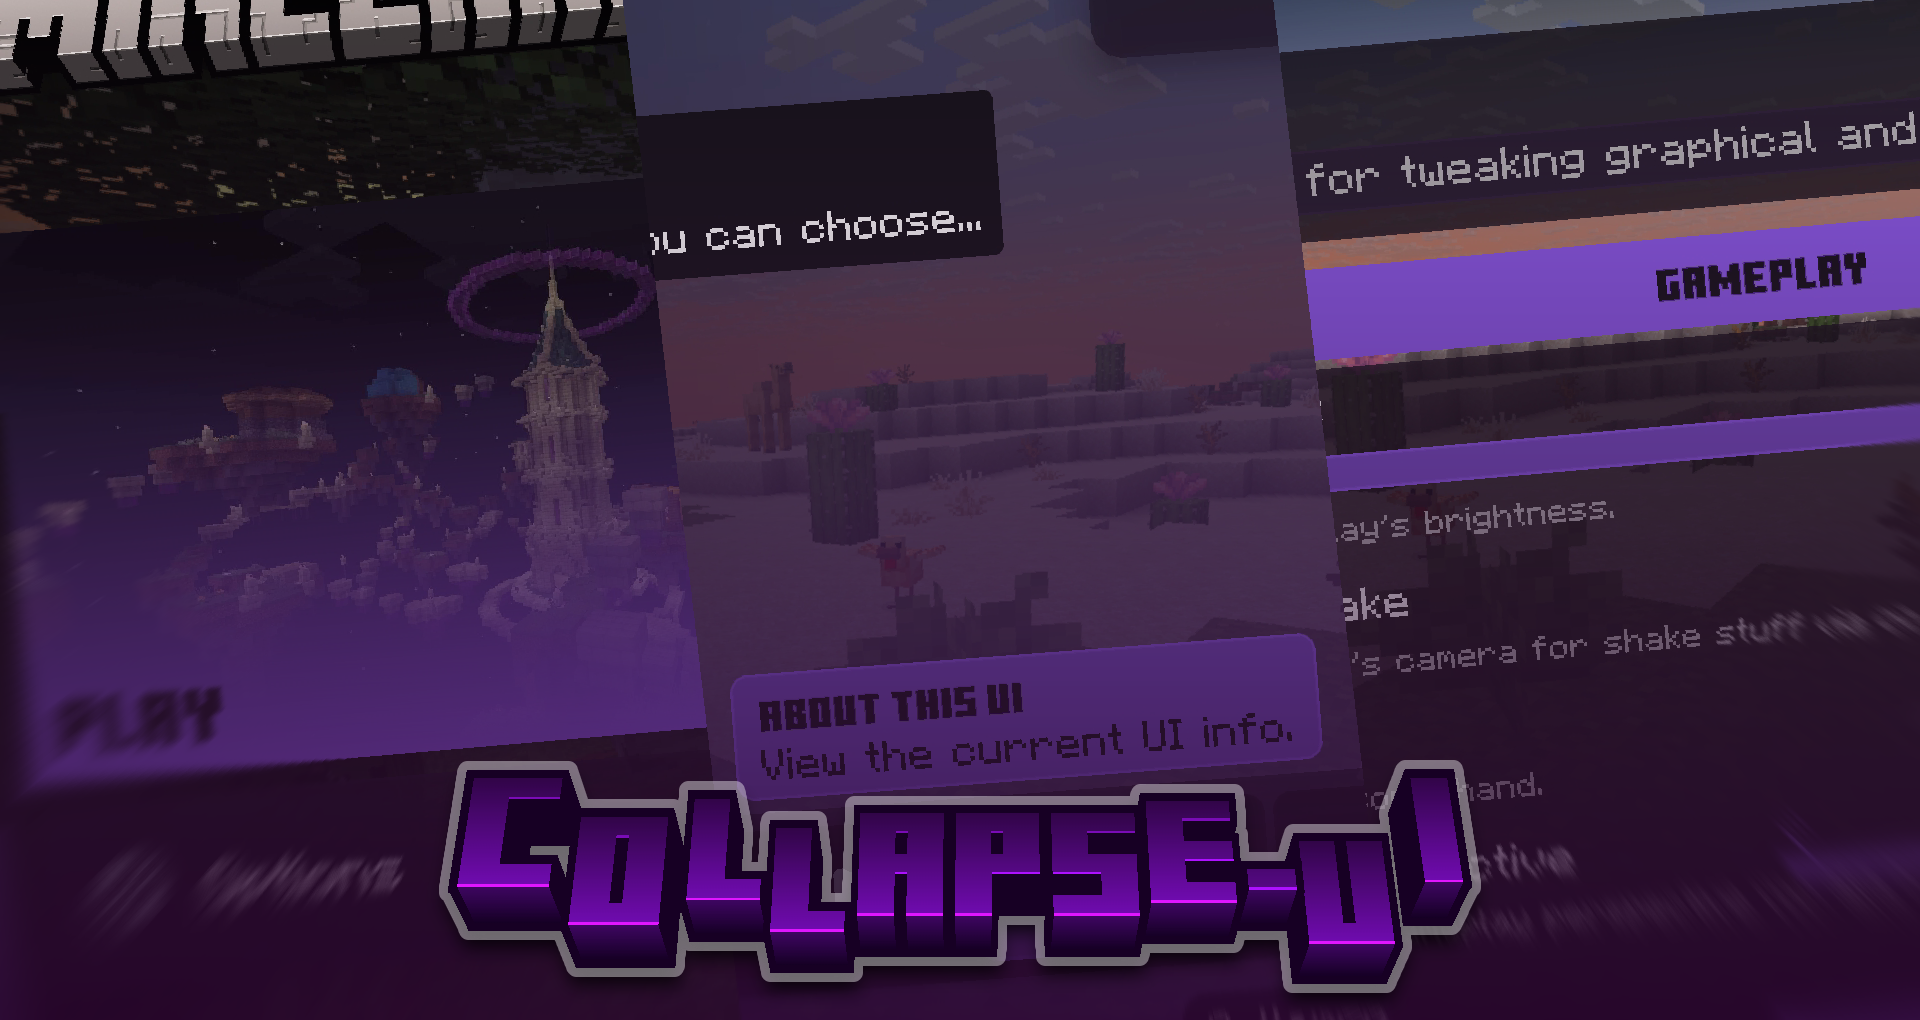 PLAY
ou can choose...
ABOUT THIS UI
View the current UI info.
for tweaking graphical and
GAMEPLAY
ay's brightness.
ake
's camera for shake stuff
mand.
COLLAPSE-UI